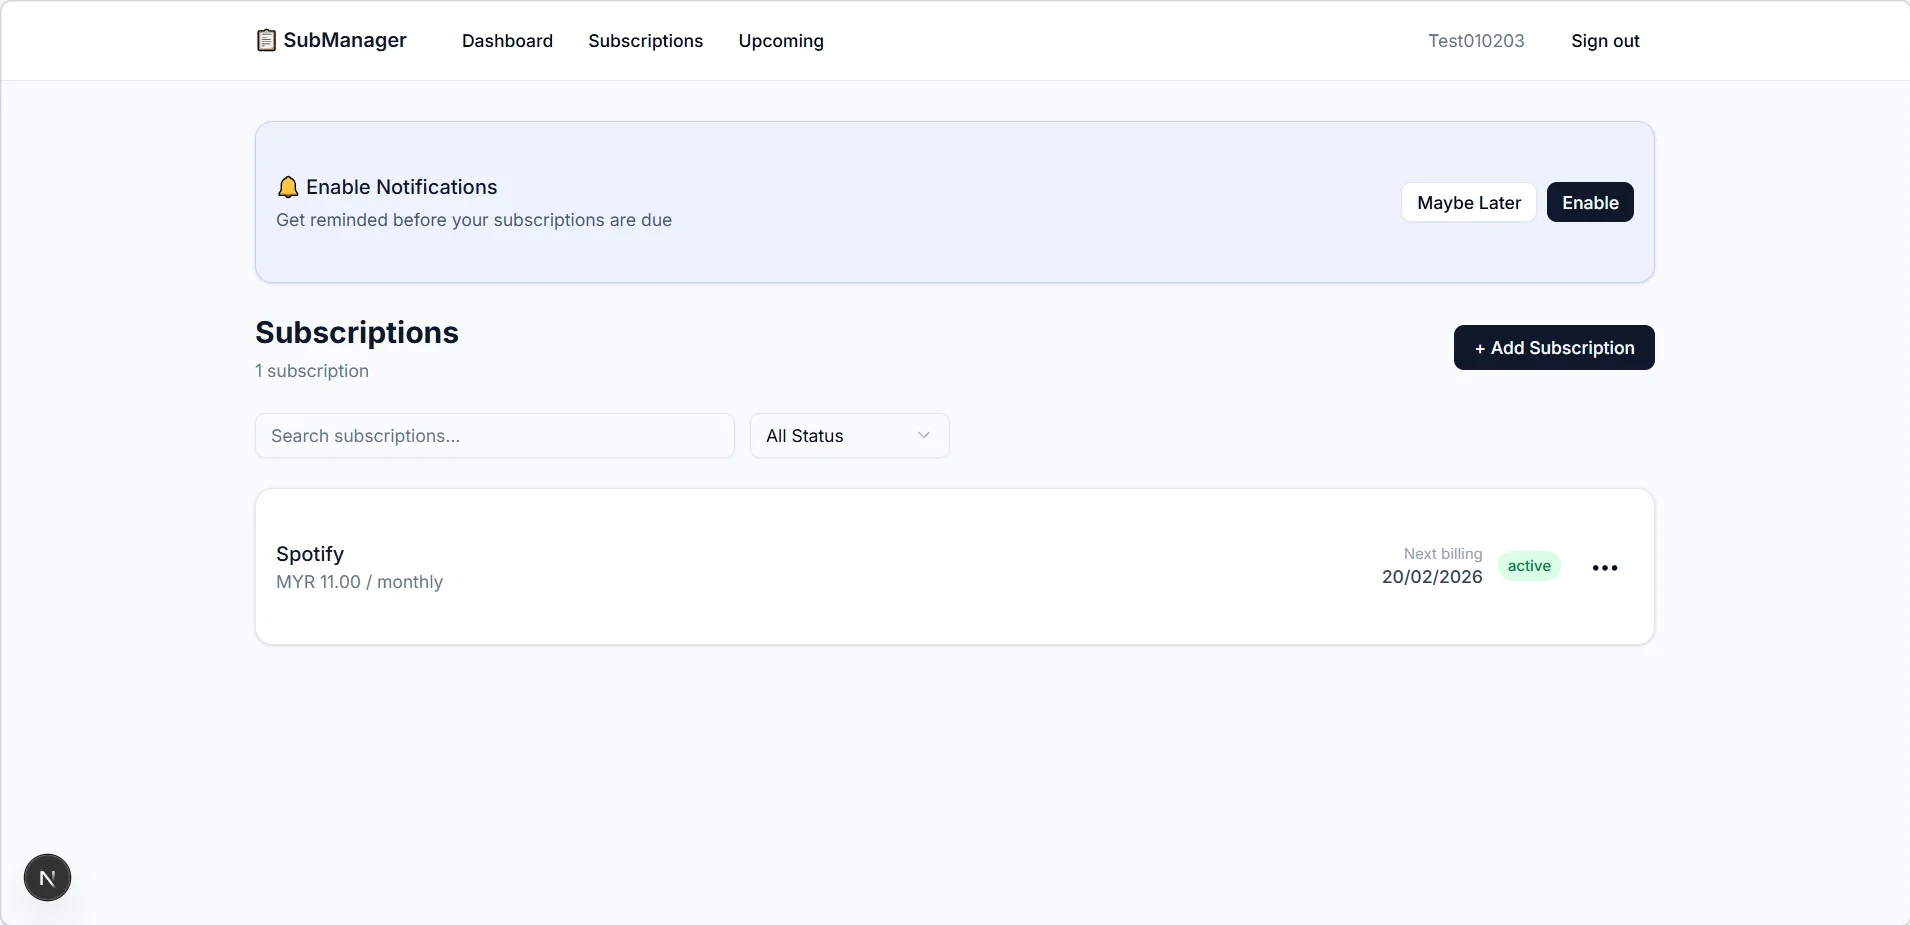 SubManager
Dashboard
Subscriptions
Upcoming
Test010203
Sign out
Enable Notifications
Get reminded before your subscriptions are due
Maybe Later
Enable
Subscriptions
1 subscription
+ Add Subscription
Search subscriptions...
All Status
Spotify
MYR 11.00 / monthly
Next billing
20/02/2026
active
N